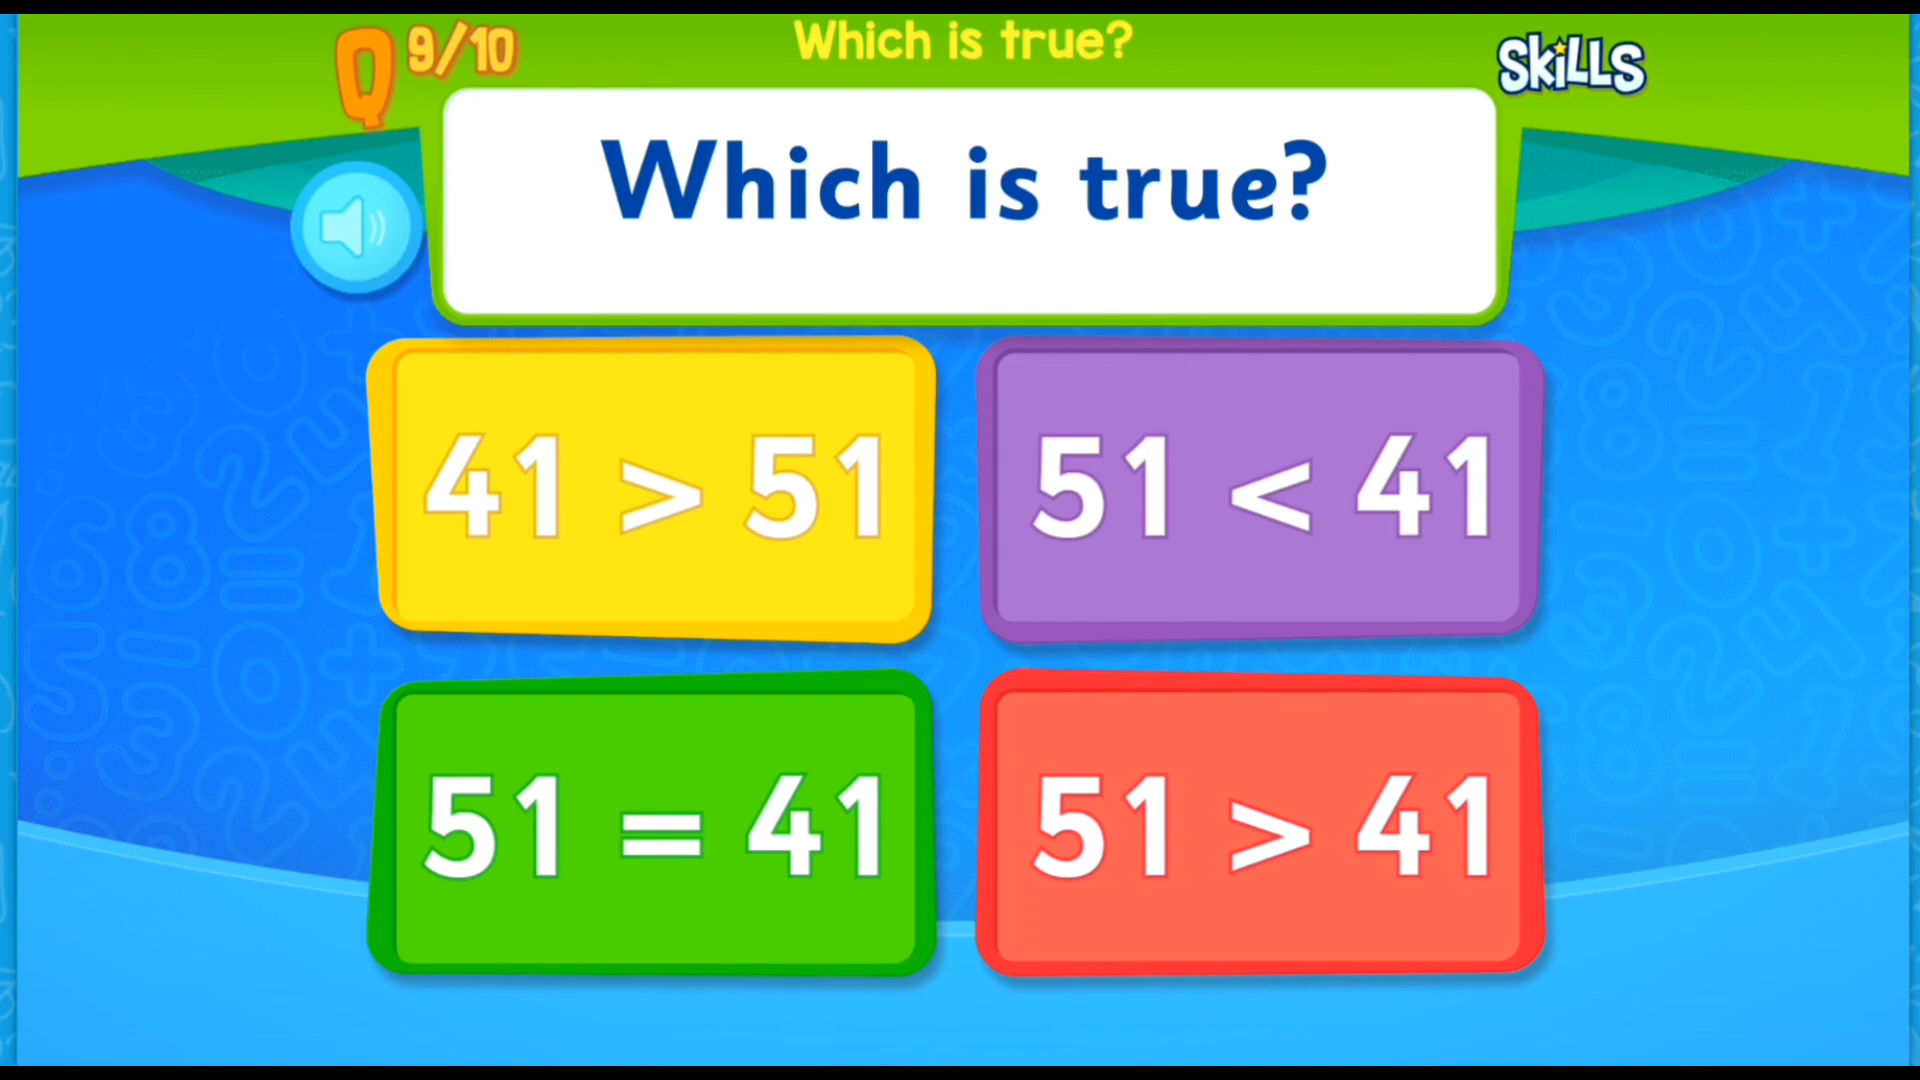 Q 9/10
Which is true?
SKiLLS
Which is true?
41 > 51
51 < 41
51 = 41
51 > 41